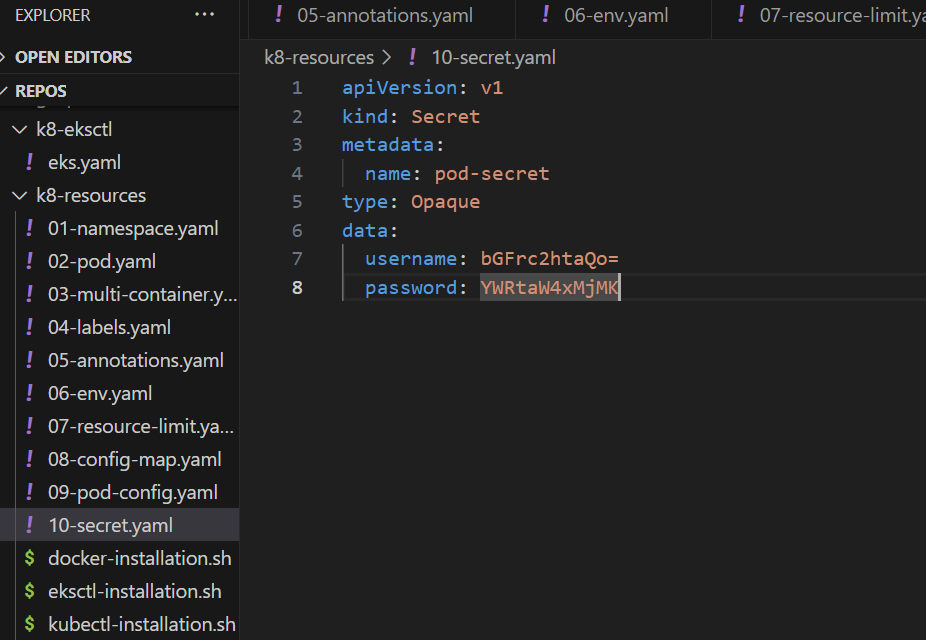 EXPLORER ...
OPEN EDITORS
REPOS
k8-eksctl
! eks.yaml
k8-resources
! 01-namespace.yaml
! 02-pod.yaml
! 03-multi-container.y...
! 04-labels.yaml
! 05-annotations.yaml
! 06-env.yaml
! 07-resource-limit.ya...
! 08-config-map.yaml
! 09-pod-config.yaml
! 10-secret.yaml
$ docker-installation.sh
$ eksctl-installation.sh
$ kubectl-installation.sh
! 05-annotations.yaml ! 06-env.yaml ! 07-resource-limit.ya
k8-resources > ! 10-secret.yaml
1 apiVersion: v1
2 kind: Secret
3 metadata:
4   name: pod-secret
5 type: Opaque
6 data:
7   username: bGFrc2htaQo=
8   password: YWRtaW4xMjMK